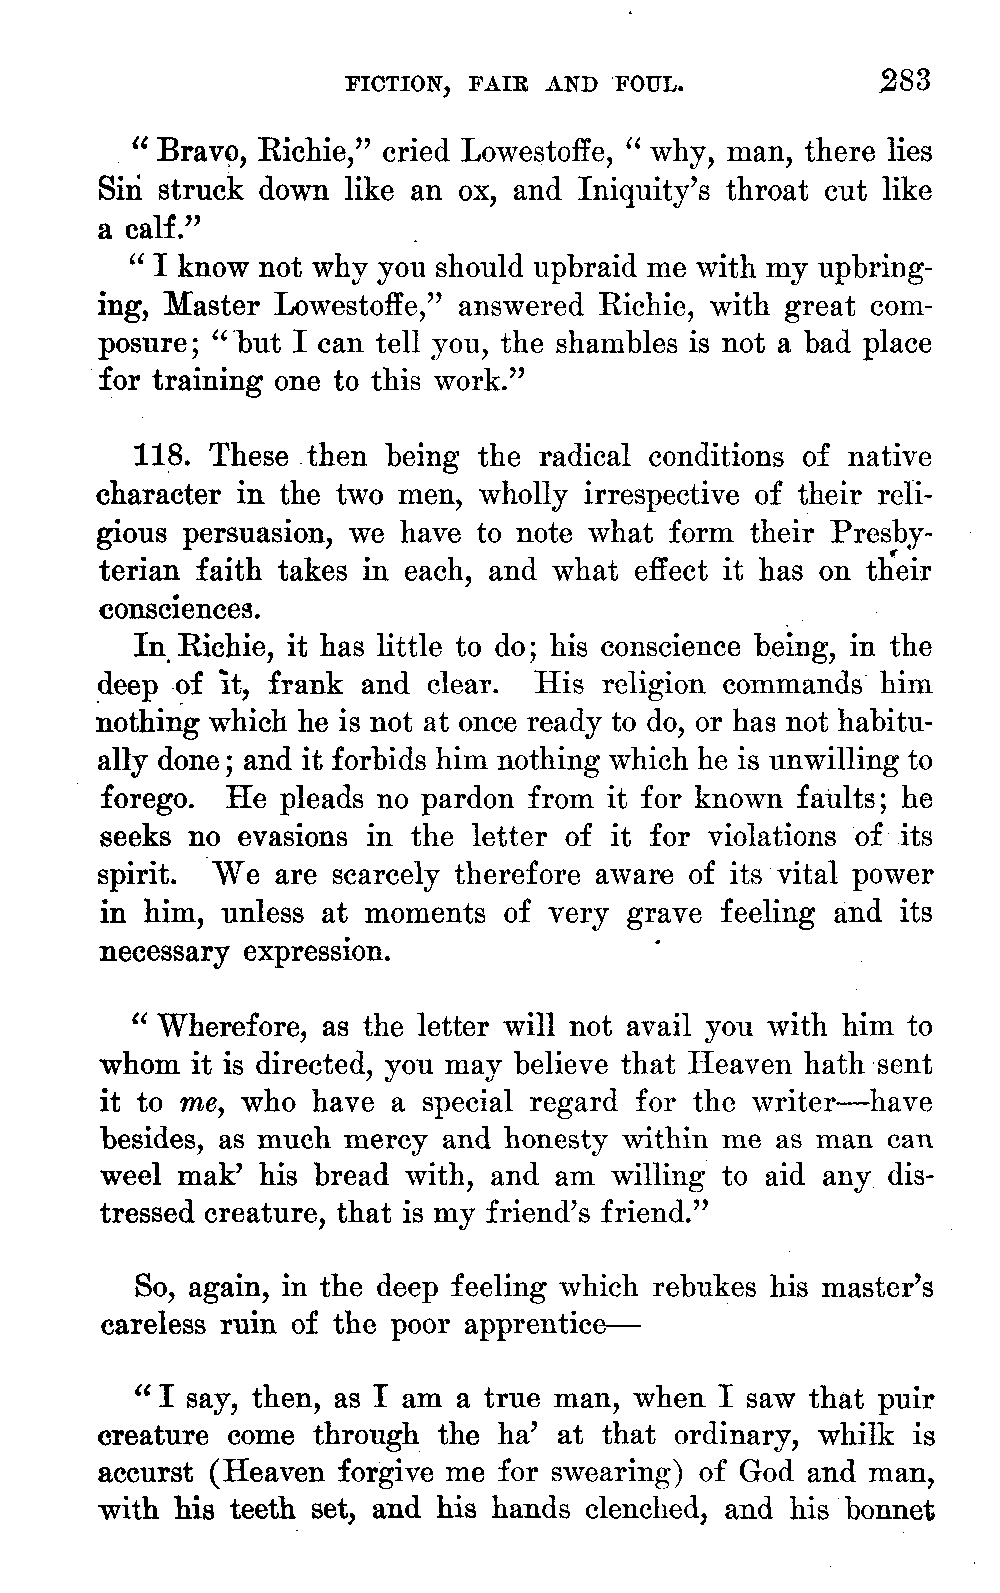 FICTION, FAIR AND FOUL. 283
“Bravo, Richie,” cried Lowestoffe, “why, man, there lies
Sin struck down like an ox, and Iniquity’s throat cut like
a calf.”
“I know not why you should upbraid me with my upbring-
ing, Master Lowestoffe,” answered Richie, with great com-
posure; “but I can tell you, the shambles is not a bad place
for training one to this work.”
118. These then being the radical conditions of native
character in the two men, wholly irrespective of their reli-
gious persuasion, we have to note what form their Presby-
terian faith takes in each, and what effect it has on their
consciences.
In Richie, it has little to do; his conscience being, in the
deep of it, frank and clear. His religion commands him
nothing which he is not at once ready to do, or has not habitu-
ally done; and it forbids him nothing which he is unwilling to
forego. He pleads no pardon from it for known faults; he
seeks no evasions in the letter of it for violations of its
spirit. We are scarcely therefore aware of its vital power
in him, unless at moments of very grave feeling and its
necessary expression.
“Wherefore, as the letter will not avail you with him to
whom it is directed, you may believe that Heaven hath sent
it to me, who have a special regard for the writer—have
besides, as much mercy and honesty within me as man can
weel mak’ his bread with, and am willing to aid any dis-
tressed creature, that is my friend’s friend.”
So, again, in the deep feeling which rebukes his master’s
careless ruin of the poor apprentice—
“I say, then, as I am a true man, when I saw that puir
creature come through the ha’ at that ordinary, whilk is
accurst (Heaven forgive me for swearing) of God and man,
with his teeth set, and his hands clenched, and his bonnet